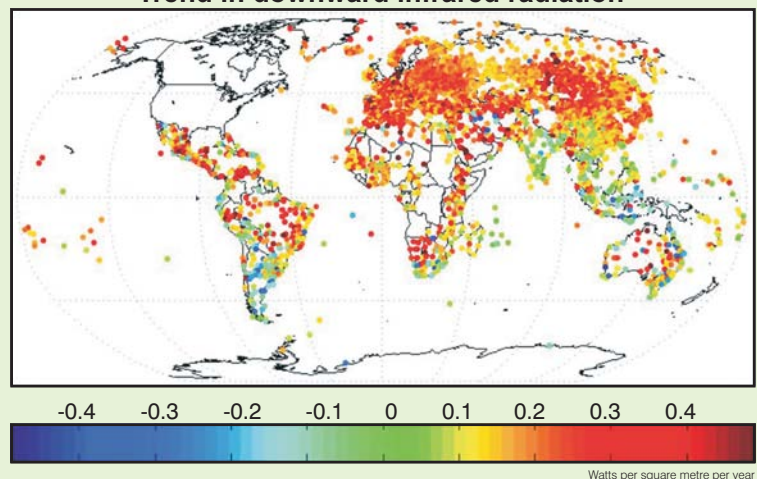 Trend in downward infrared radiation
-0.4 -0.3 -0.2 -0.1 0 0.1 0.2 0.3 0.4
Watts per square metre per year